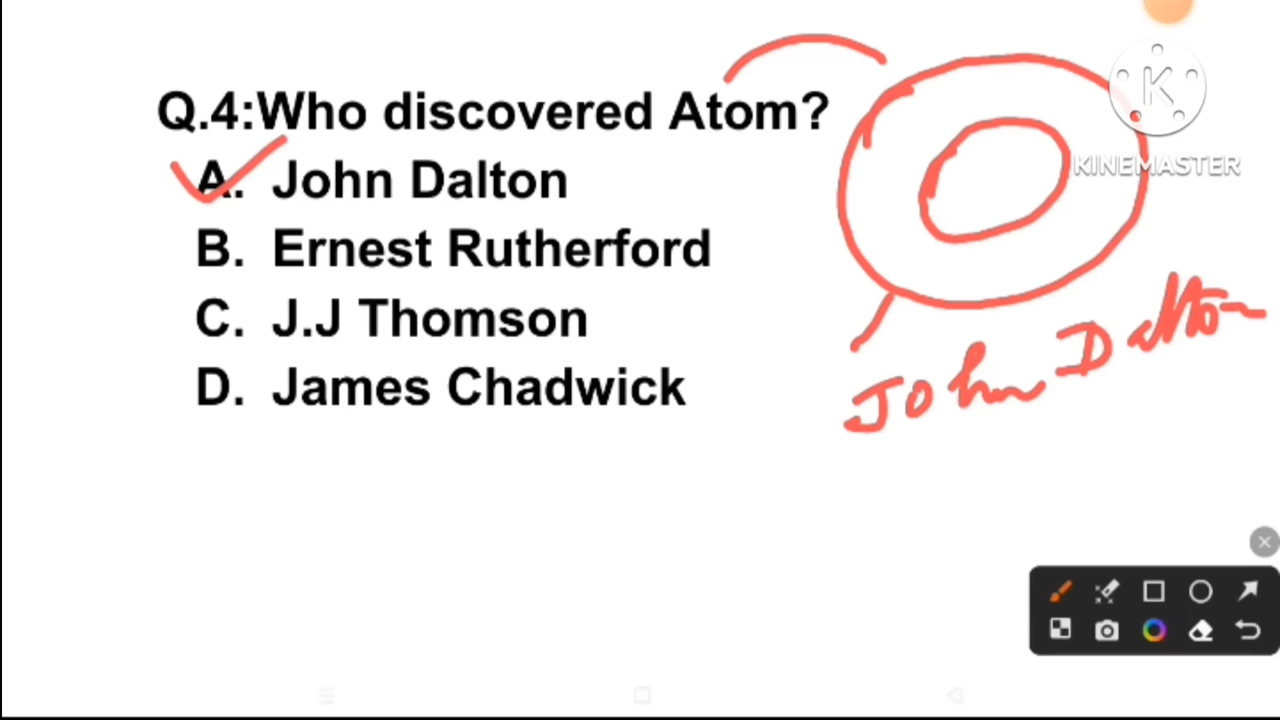 Q.4:Who discovered Atom?
A. John Dalton
B. Ernest Rutherford
C. J.J Thomson
D. James Chadwick
John Dalton
K
KINEMASTER